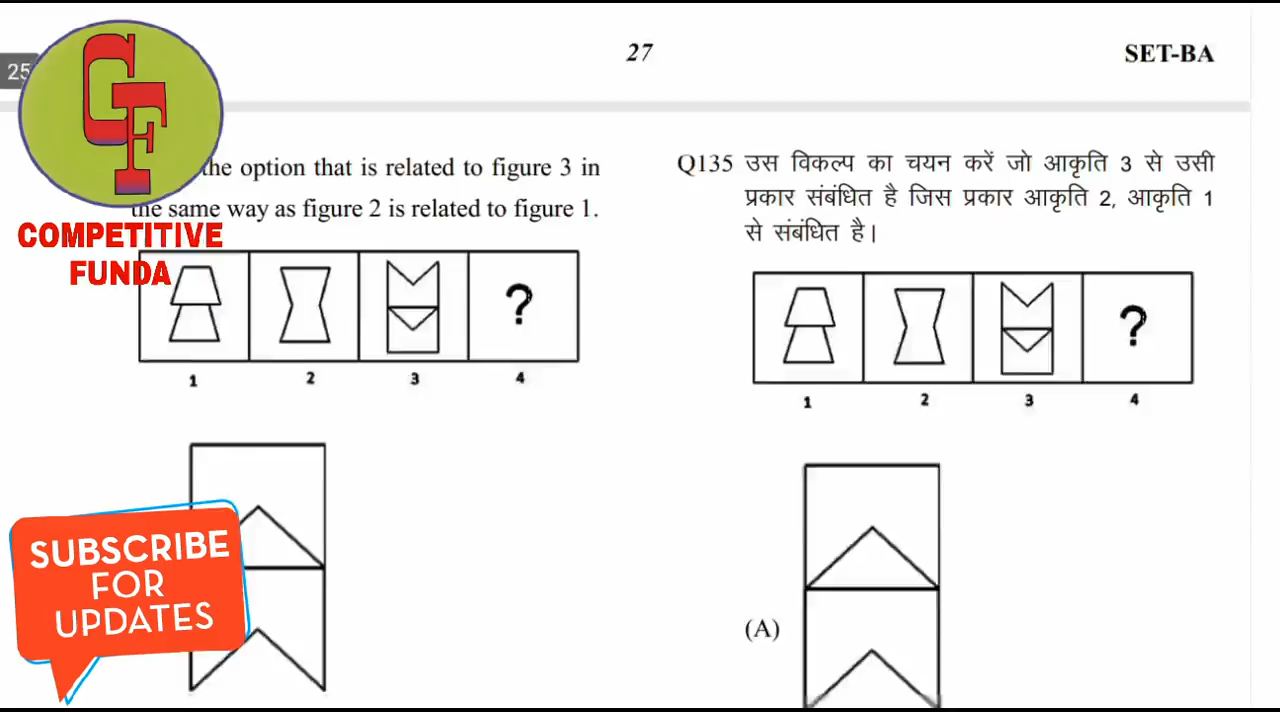 27
SET-BA
25
CF
COMPETITIVE
FUNDA
the option that is related to figure 3 in
the same way as figure 2 is related to figure 1.
?
1 2 3 4
SUBSCRIBE
FOR
UPDATES
Q135 उस विकल्प का चयन करें जो आकृति 3 से उसी
प्रकार संबंधित है जिस प्रकार आकृति 2, आकृति 1
से संबंधित है।
?
1 2 3 4
(A)